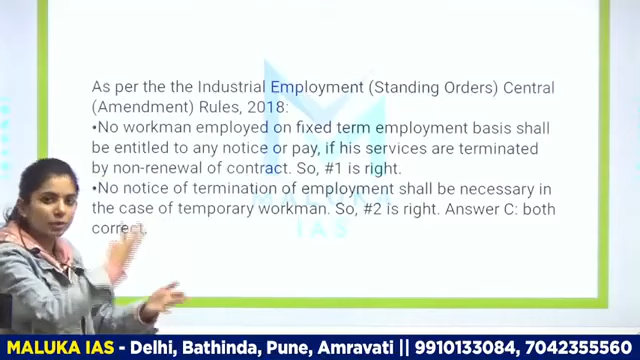 As per the the Industrial Employment (Standing Orders) Central
(Amendment) Rules, 2018:
•No workman employed on fixed term employment basis shall
be entitled to any notice or pay, if his services are terminated
by non-renewal of contract. So, #1 is right.
•No notice of termination of employment shall be necessary in
the case of temporary workman. So, #2 is right. Answer C: both
correct.
MALUKA
IAS
MALUKA IAS - Delhi, Bathinda, Pune, Amravati || 9910133084, 7042355560